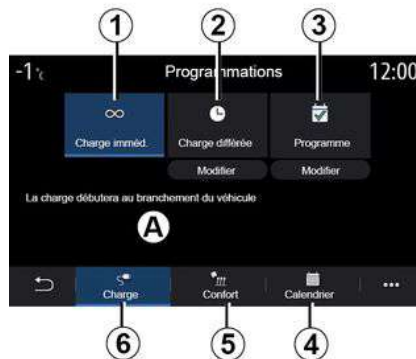 1 2 3
-1°c Programmations 12:00
Charge imméd. Charge différée Programme
Modifier Modifier
La charge débutera au branchement du véhicule
A
Charge Confort Calendrier
6 5 4